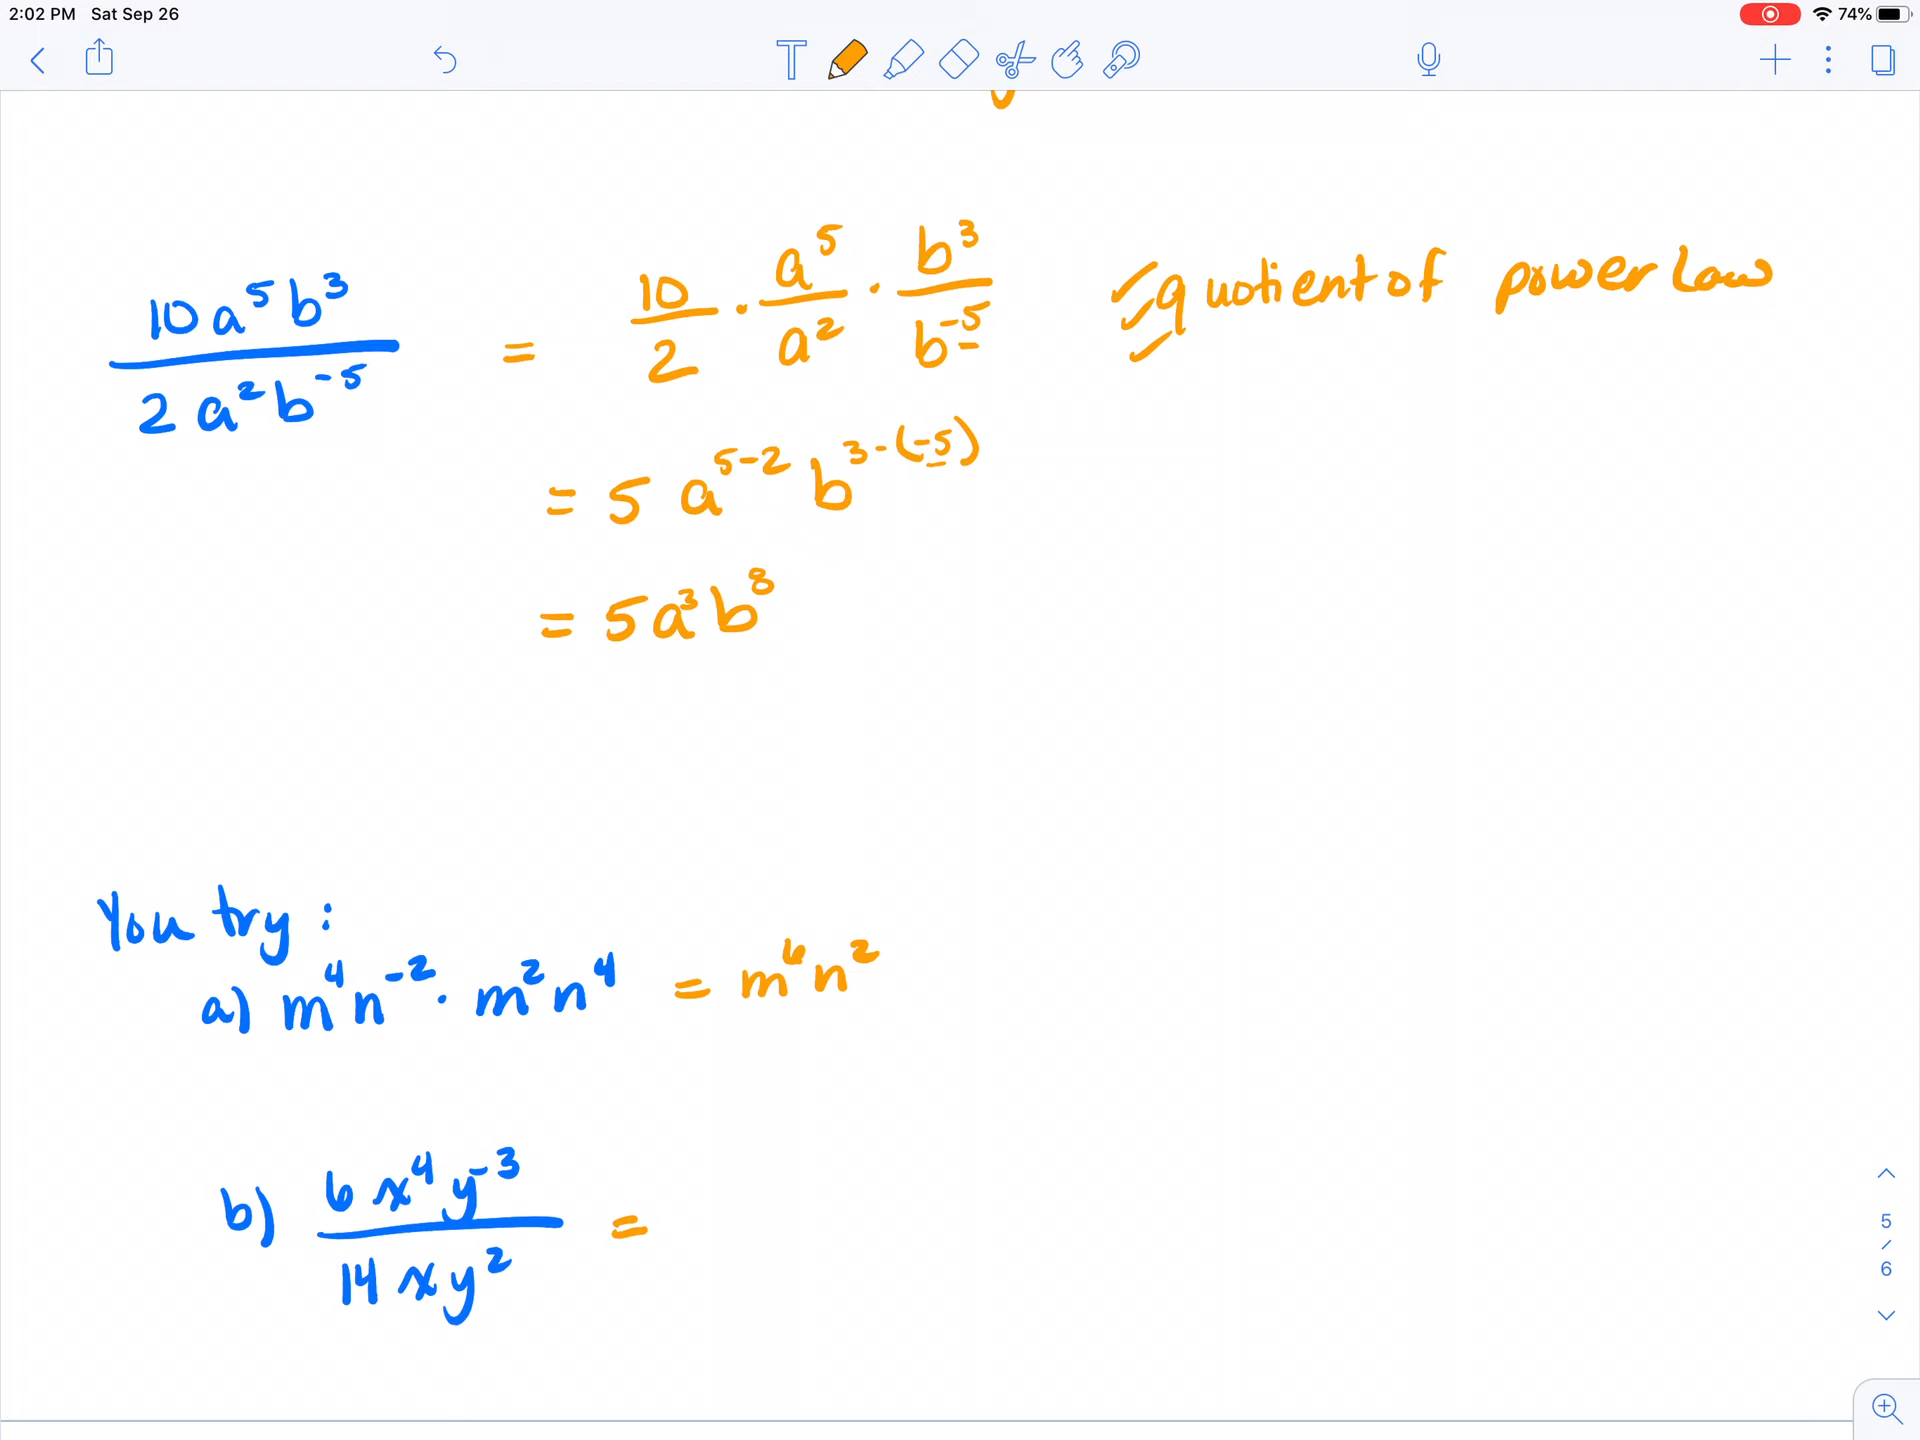 2:02 PM Sat Sep 26 74%
10a⁵b³ / 2a²b⁻⁵ = 10/2 · a⁵/a² · b³/b⁻⁵ quotient of power law
= 5 a⁵⁻² b³⁻⁽⁻⁵⁾
= 5a³b⁸
You try:
a) m⁴n⁻² · m²n⁴ = m⁶n²
b) 6x⁴y⁻³ / 14xy² =
5
/
6